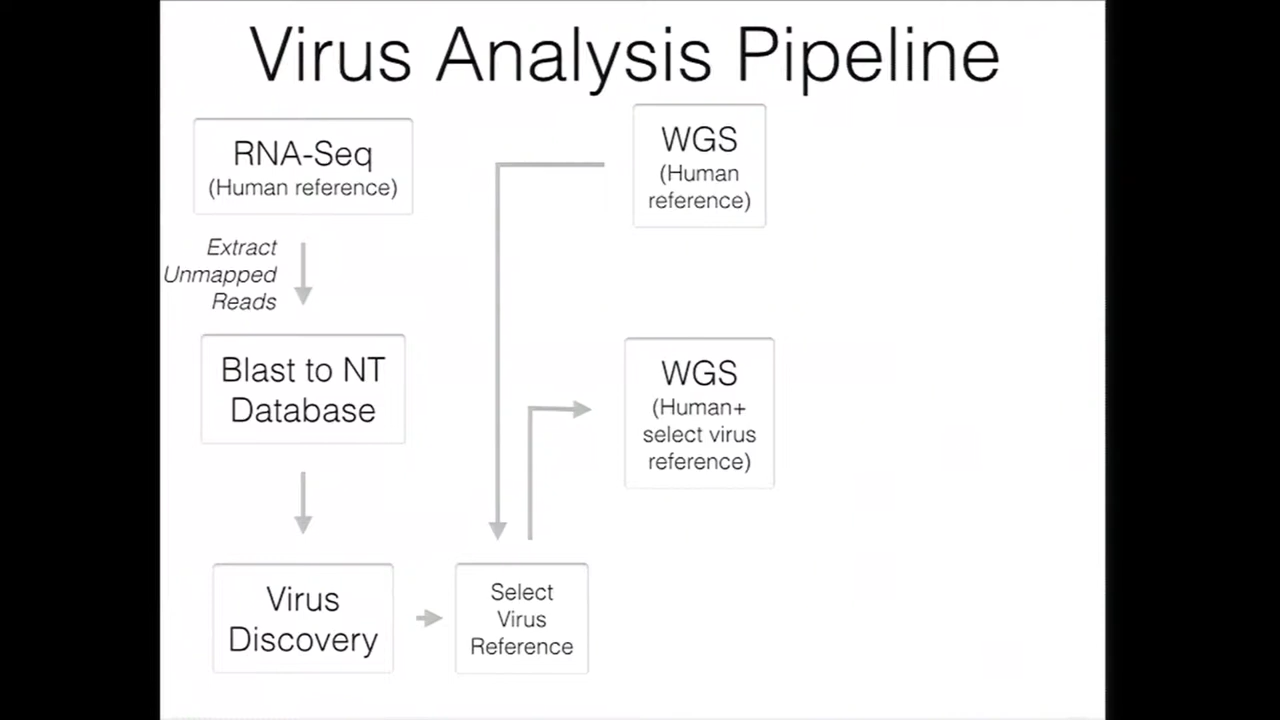 Virus Analysis Pipeline
RNA-Seq
(Human reference)
Extract
Unmapped
Reads
Blast to NT
Database
Virus
Discovery
Select
Virus
Reference
WGS
(Human
reference)
WGS
(Human+
select virus
reference)